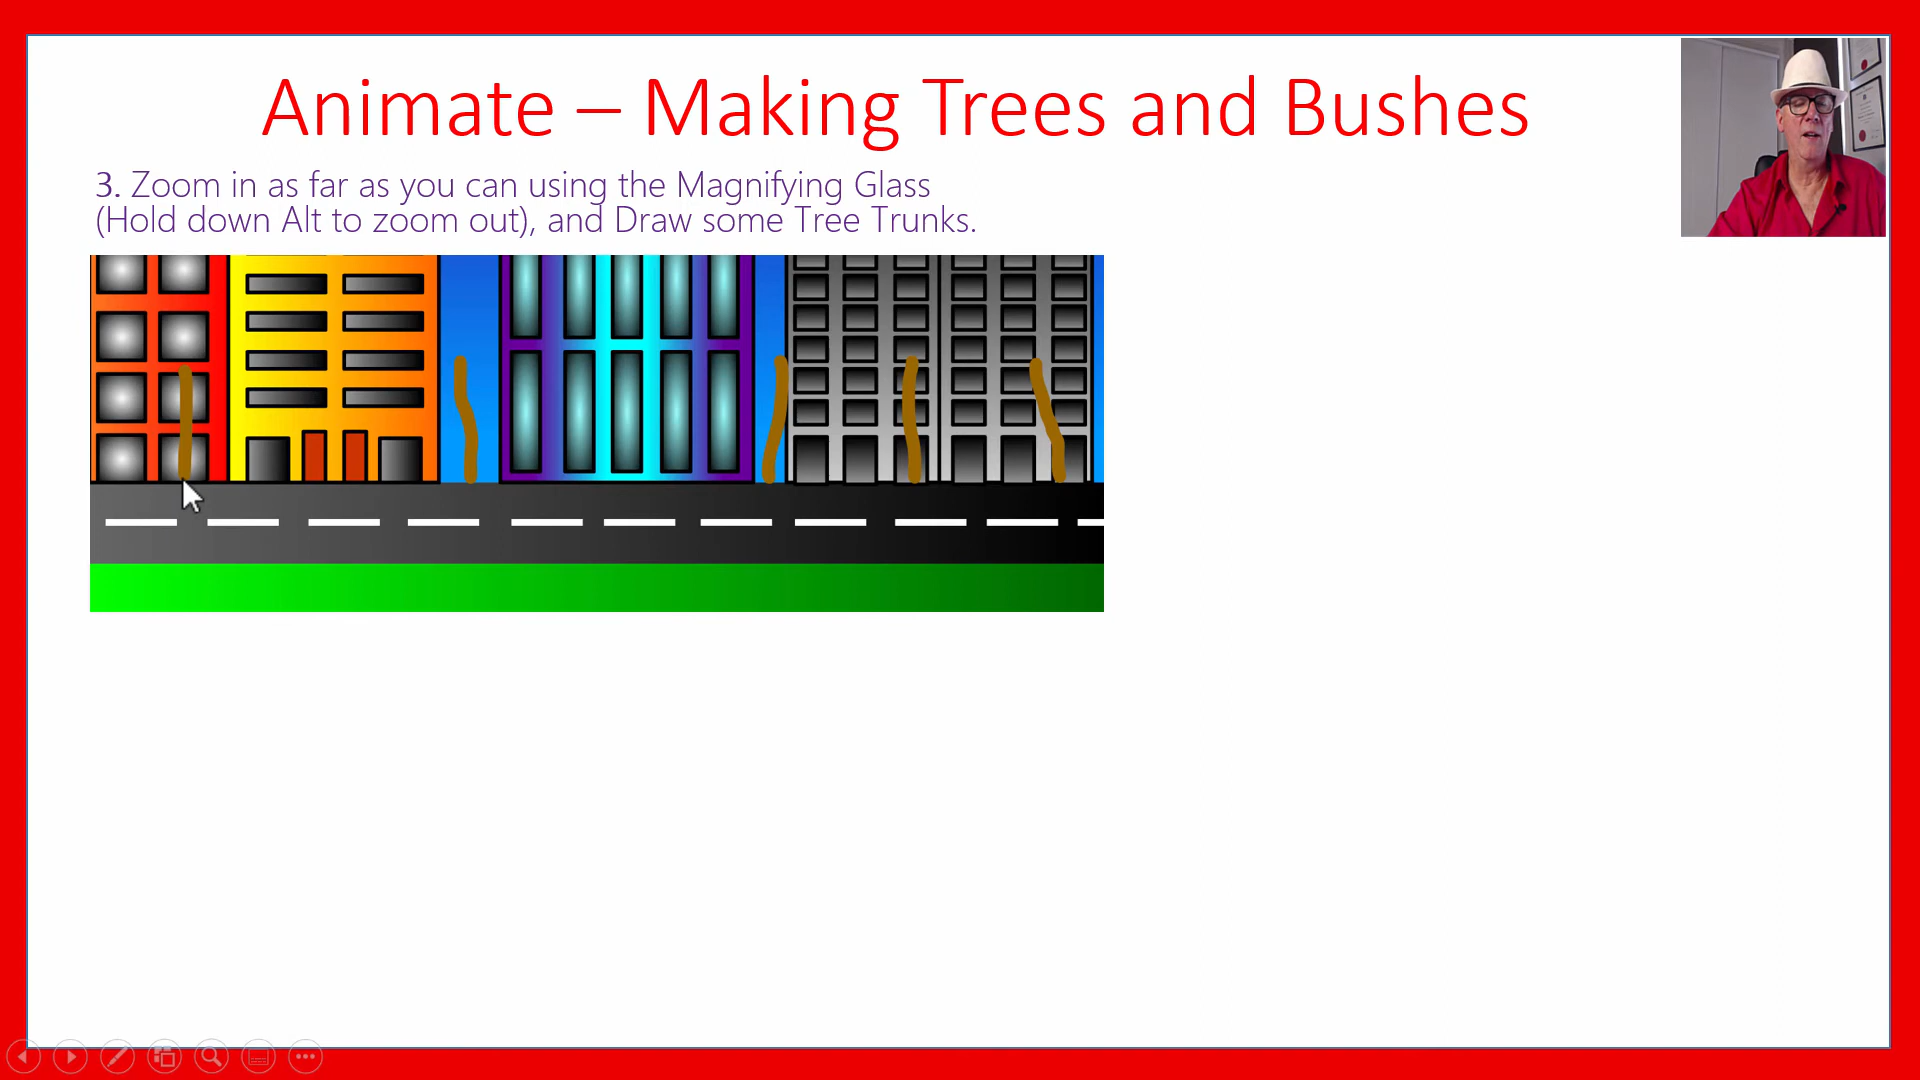 Animate – Making Trees and Bushes
3. Zoom in as far as you can using the Magnifying Glass
(Hold down Alt to zoom out), and Draw some Tree Trunks.